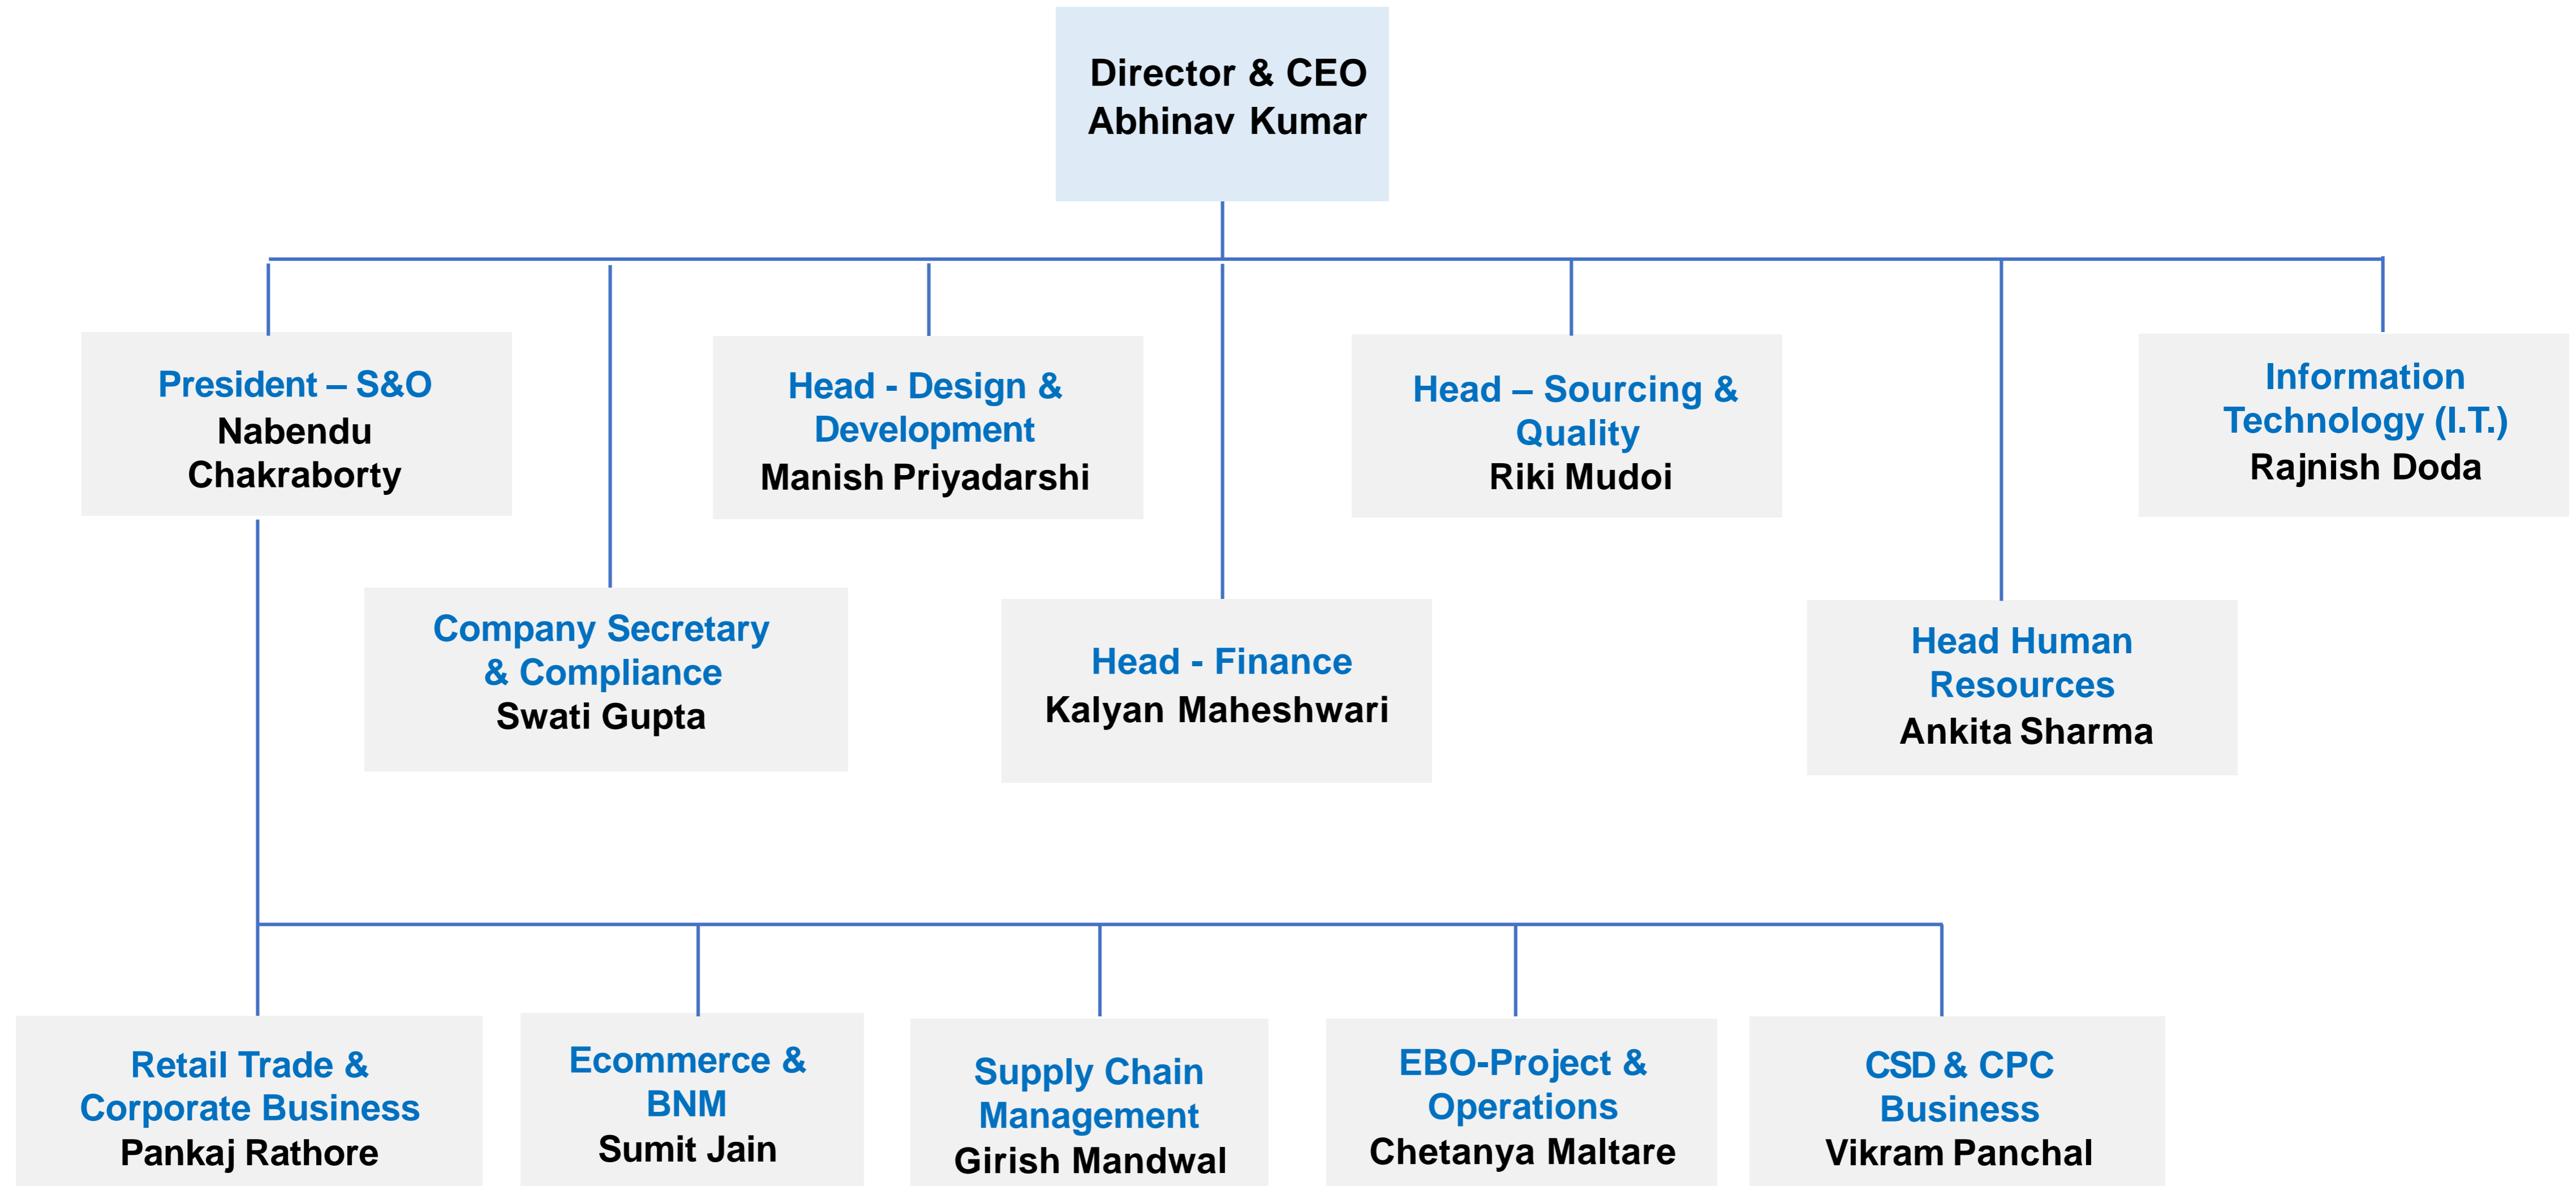 Director & CEO
Abhinav Kumar
President – S&O
Nabendu
Chakraborty
Head - Design &
Development
Manish Priyadarshi
Head – Sourcing &
Quality
Riki Mudoi
Information
Technology (I.T.)
Rajnish Doda
Company Secretary
& Compliance
Swati Gupta
Head - Finance
Kalyan Maheshwari
Head Human
Resources
Ankita Sharma
Retail Trade &
Corporate Business
Pankaj Rathore
Ecommerce &
BNM
Sumit Jain
Supply Chain
Management
Girish Mandwal
EBO-Project &
Operations
Chetanya Maltare
CSD & CPC
Business
Vikram Panchal